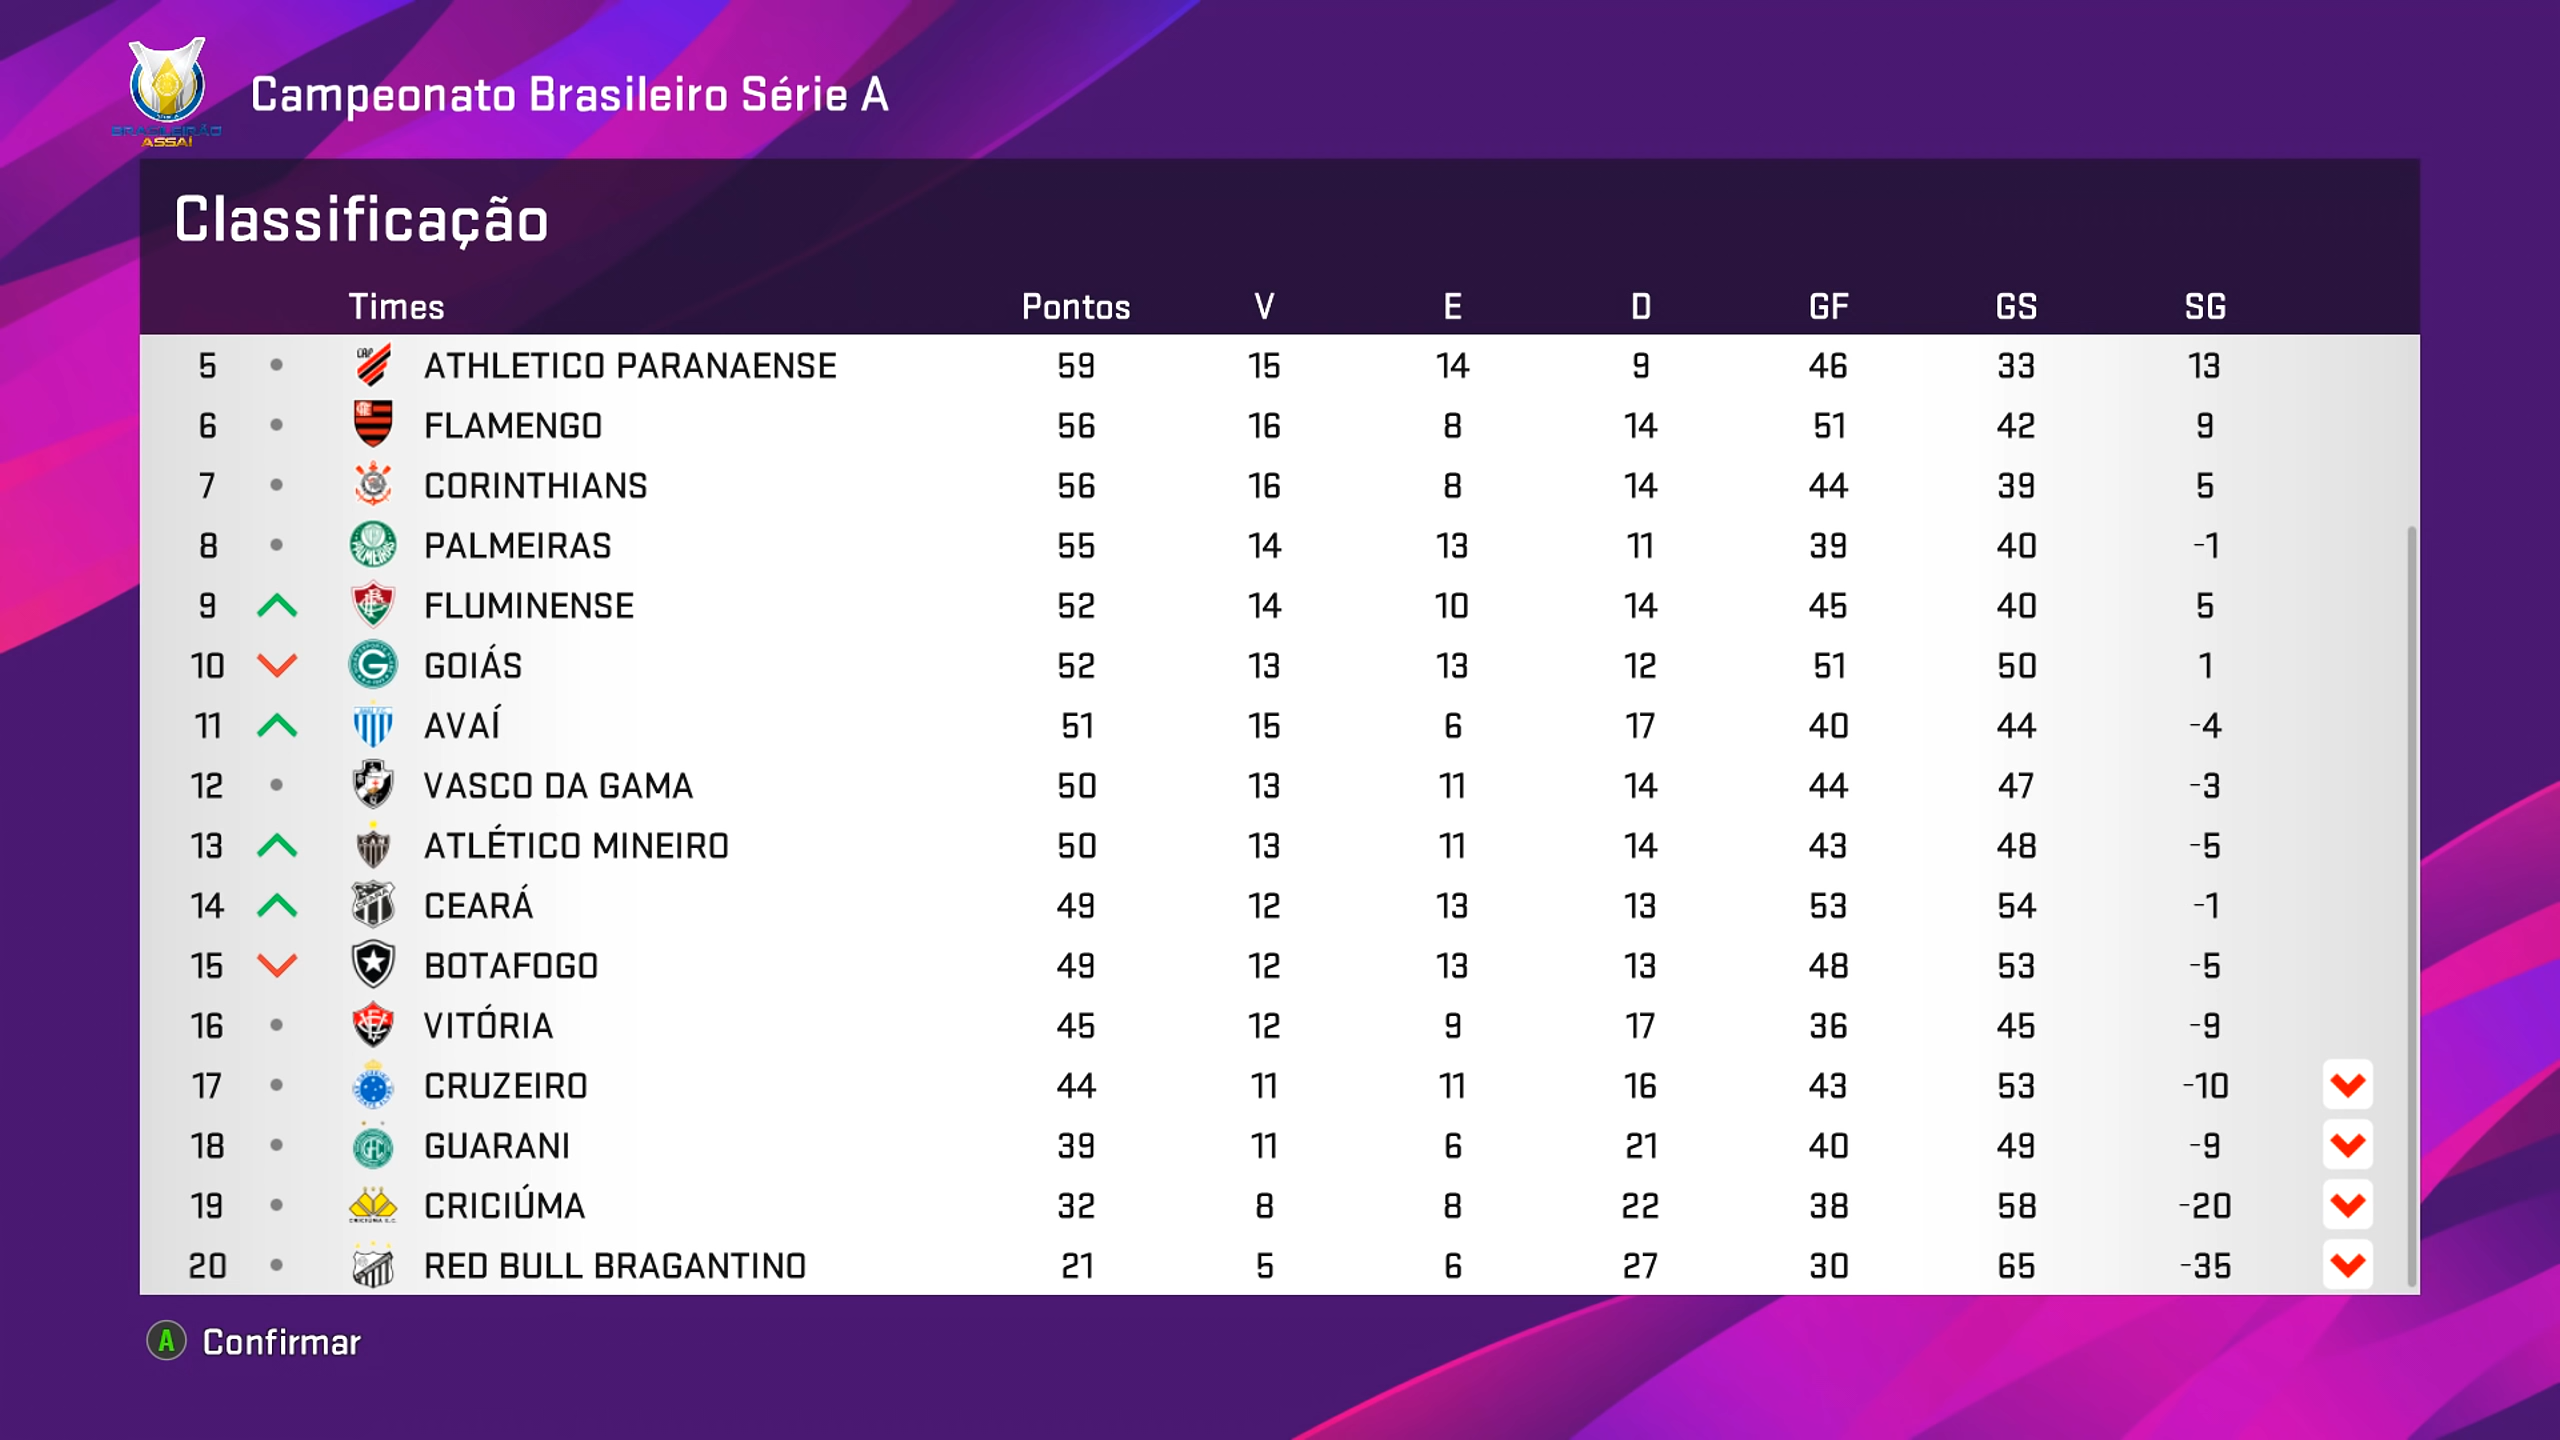 BRASILEIRÃO
ASSAÍ
Campeonato Brasileiro Série A
Classificação
Times Pontos V E D GF GS SG
5 ATHLETICO PARANAENSE 59 15 14 9 46 33 13
6 FLAMENGO 56 16 8 14 51 42 9
7 CORINTHIANS 56 16 8 14 44 39 5
8 PALMEIRAS 55 14 13 11 39 40 -1
9 FLUMINENSE 52 14 10 14 45 40 5
10 GOIÁS 52 13 13 12 51 50 1
11 AVAÍ 51 15 6 17 40 44 -4
12 VASCO DA GAMA 50 13 11 14 44 47 -3
13 ATLÉTICO MINEIRO 50 13 11 14 43 48 -5
14 CEARÁ 49 12 13 13 53 54 -1
15 BOTAFOGO 49 12 13 13 48 53 -5
16 VITÓRIA 45 12 9 17 36 45 -9
17 CRUZEIRO 44 11 11 16 43 53 -10
18 GUARANI 39 11 6 21 40 49 -9
19 CRICIÚMA 32 8 8 22 38 58 -20
20 RED BULL BRAGANTINO 21 5 6 27 30 65 -35
A Confirmar